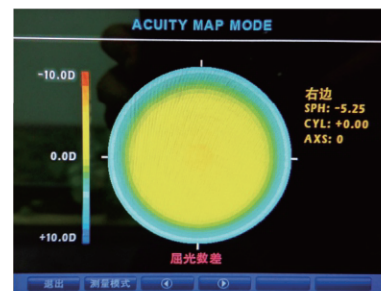 ACUITY MAP MODE
-10.0D
0.0D
+10.0D
右边
SPH: -5.25
CYL: +0.00
AXS: 0
屈光数差
退出
测量模式